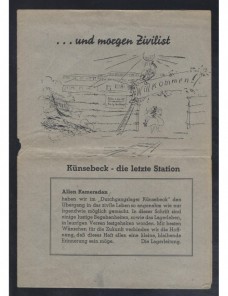 ... und morgen Zivilist
Willkommen!
Künsebeck - die letzte Station
Allen Kameraden
haben wir im „Durchgangslager Künsebeck" den
Übergang in das zivile Leben so angenehm wie nur
irgendwie möglich gemacht. In dieser Schrift sind
einige lustige Begebenheiten, sowie das Lagerleben,
in launigen Versen festgehalten worden. Mit besten
Wünschen für die Zukunft verbinden wir die Hoff-
nung, daß dieses Heft allen eine kleine, bleibende
Erinnerung sein möge. Die Lagerleitung.